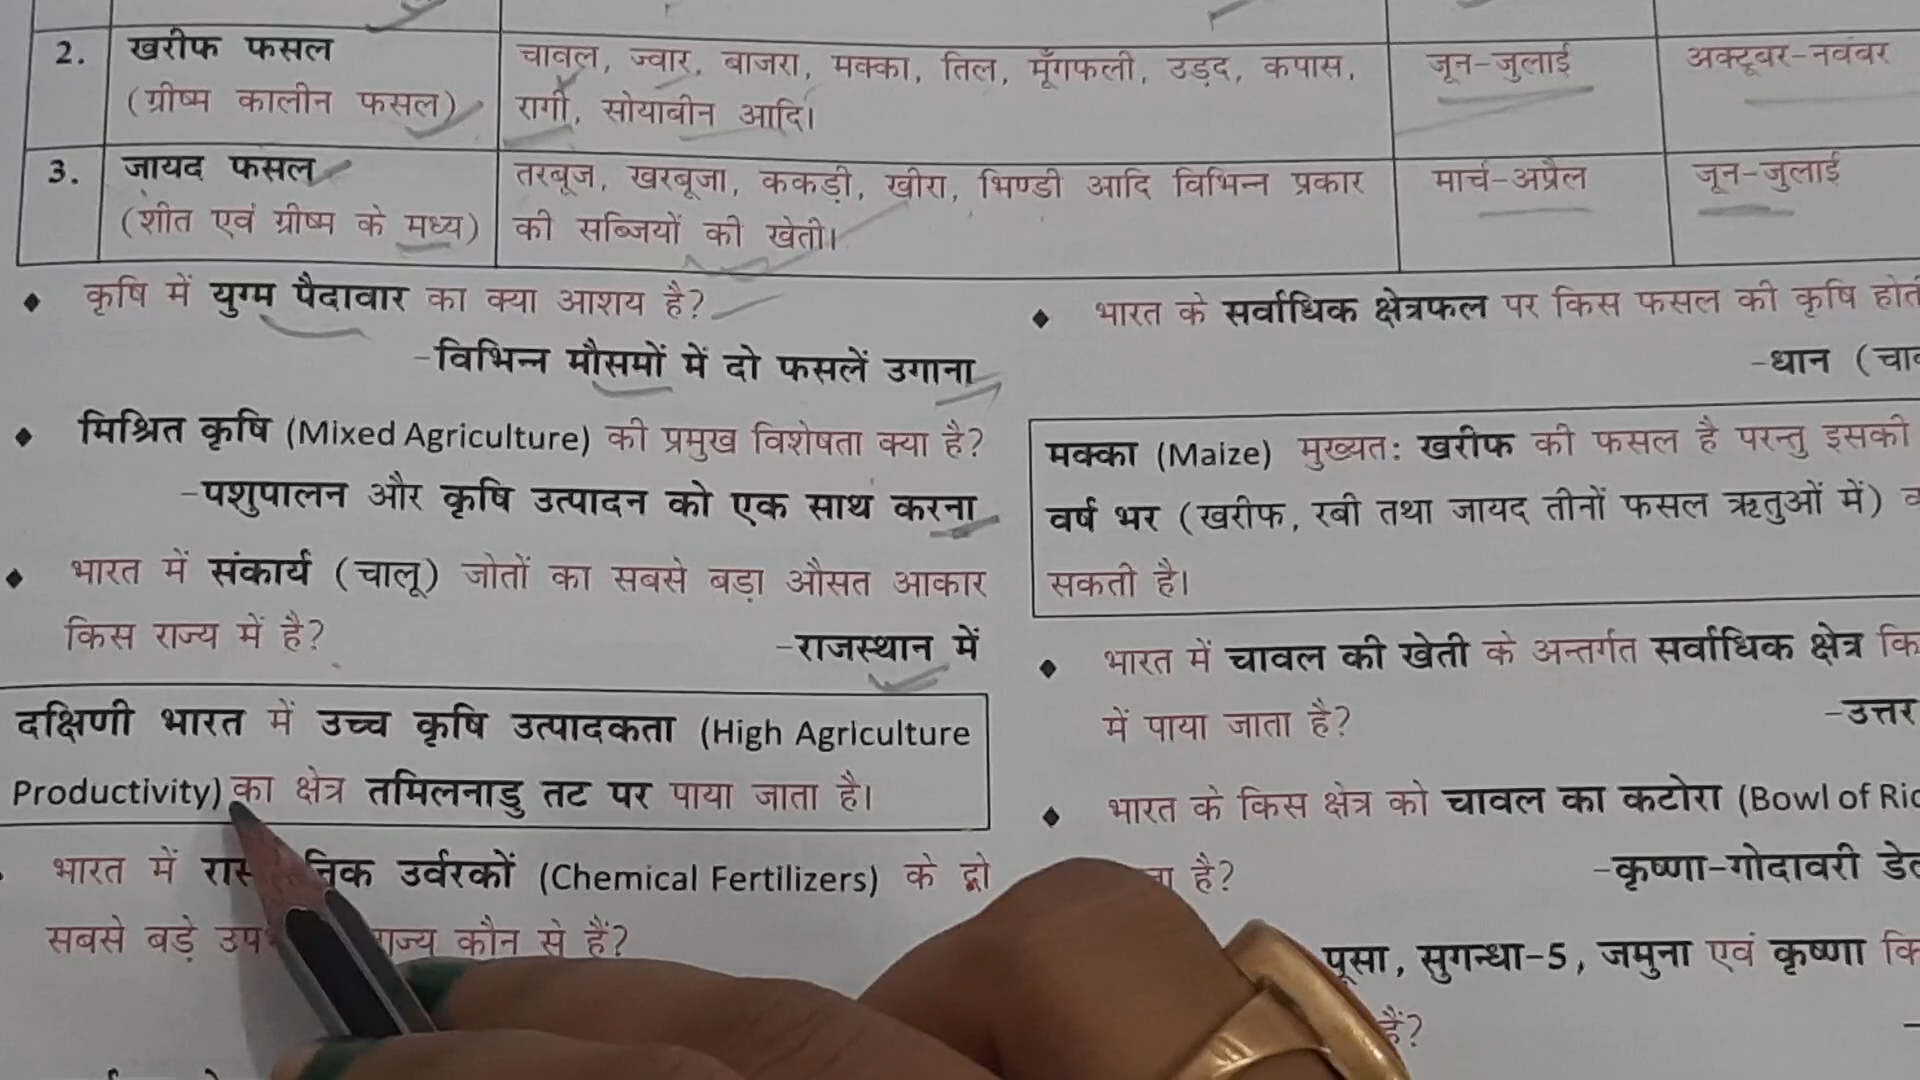 2. खरीफ फसल चावल, ज्वार, बाजरा, मक्का, तिल, मूँगफली, उड़द, कपास, जून-जुलाई अक्टूबर-नवंबर
(ग्रीष्म कालीन फसल) रागी, सोयाबीन आदि।
3. जायद फसल तरबूज, खरबूजा, ककड़ी, खीरा, भिण्डी आदि विभिन्न प्रकार मार्च-अप्रैल जून-जुलाई
(शीत एवं ग्रीष्म के मध्य) की सब्जियों की खेती।
♦ कृषि में युग्म पैदावार का क्या आशय है?
-विभिन्न मौसमों में दो फसलें उगाना
♦ मिश्रित कृषि (Mixed Agriculture) की प्रमुख विशेषता क्या है?
-पशुपालन और कृषि उत्पादन को एक साथ करना
♦ भारत में संकार्य (चालू) जोतों का सबसे बड़ा औसत आकार
किस राज्य में है? -राजस्थान में
दक्षिणी भारत में उच्च कृषि उत्पादकता (High Agriculture
Productivity) का क्षेत्र तमिलनाडु तट पर पाया जाता है।
भारत में उर्वरकों (Chemical Fertilizers) के दो
सबसे बड़े राज्य कौन से हैं?
♦ भारत के सर्वाधिक क्षेत्रफल पर किस फसल की कृषि
-धान
मक्का (Maize) मुख्यतः खरीफ की फसल है परन्तु इसकी
वर्ष भर (खरीफ, रबी तथा जायद तीनों फसल ऋतुओं में)
सकती है।
♦ भारत में चावल की खेती के अन्तर्गत सर्वाधिक क्षेत्र
में पाया जाता है? -उत्तर
♦ भारत के किस क्षेत्र को चावल का कटोरा (Bowl of
है? -कृष्णा-गोदावरी
पूसा, सुगन्धा-5, जमुना एवं कृष्णा
हैं?